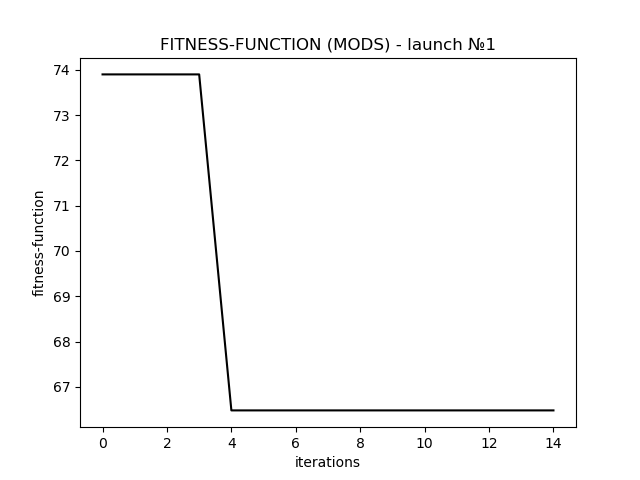 FITNESS-FUNCTION (MODS) - launch №1
74
73
72
71
70
69
68
67
fitness-function
0 2 4 6 8 10 12 14
iterations